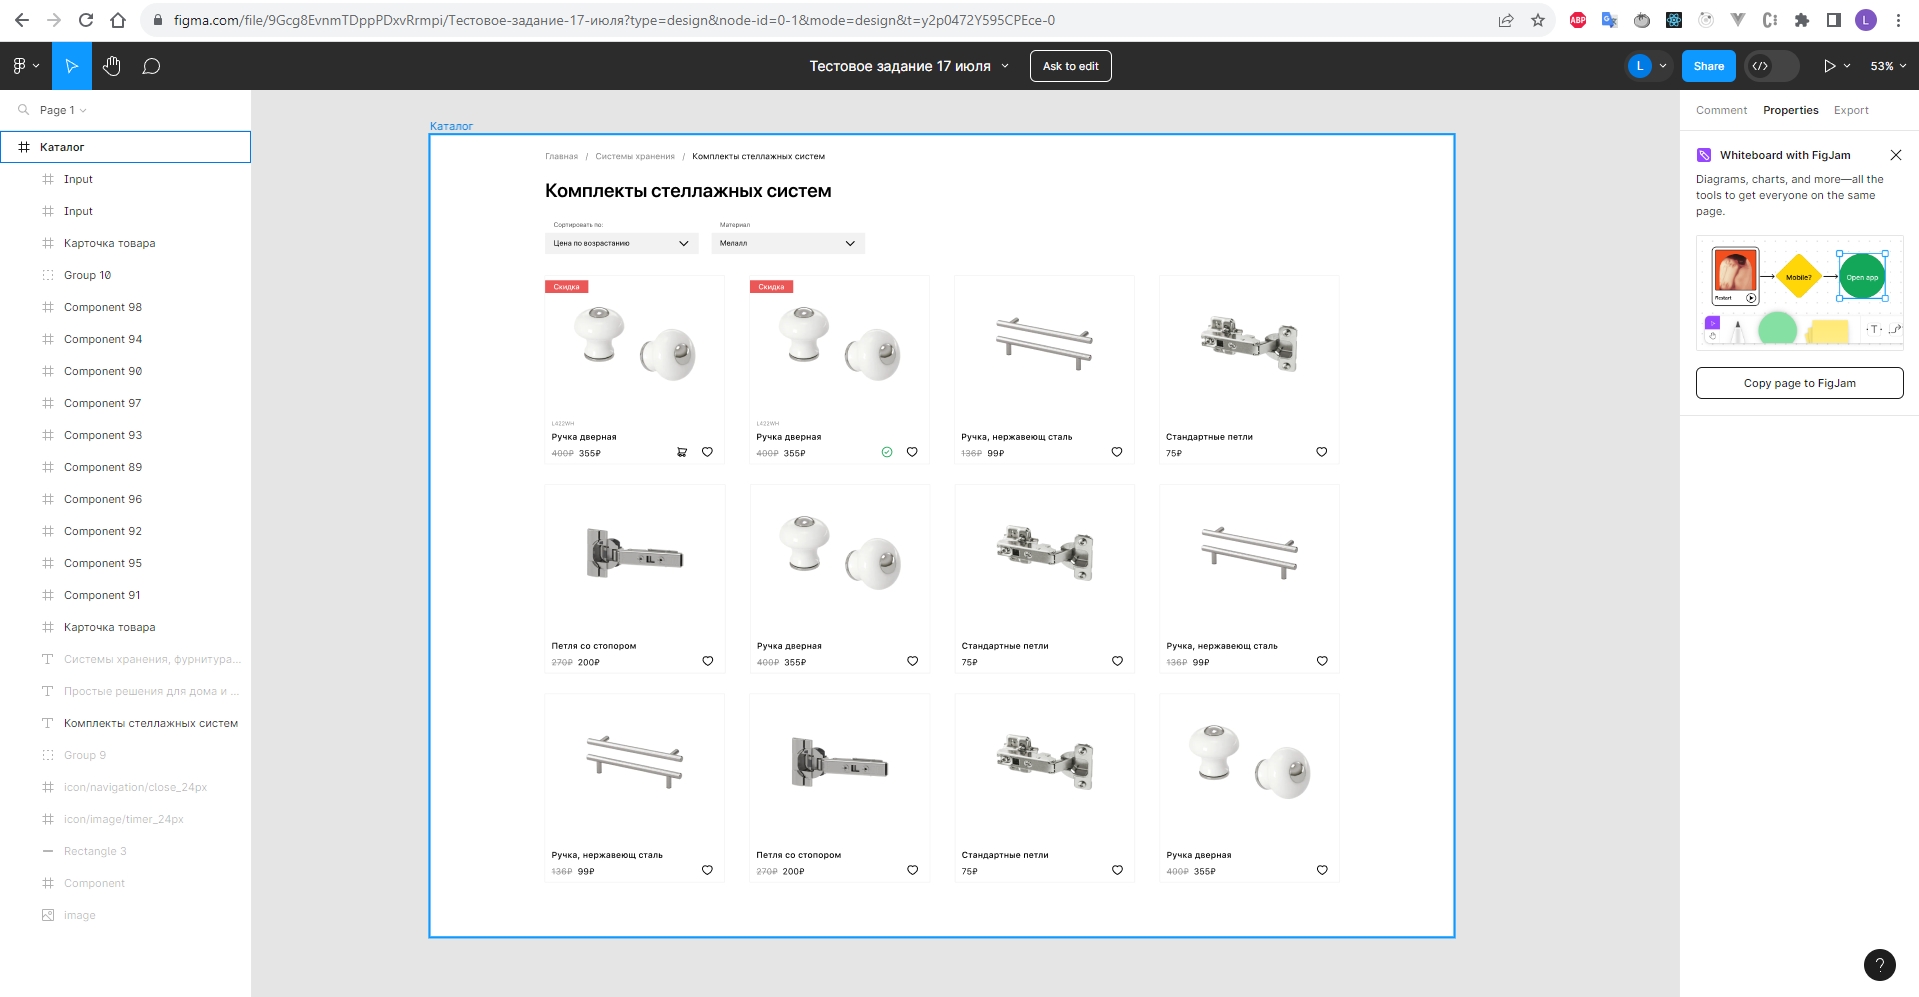 figma.com/file/9Gcg8EvnmTDppPDxvRrmpi/Тестовое-задание-17-июля?type=design&node-id=0-1&mode=design&t=y2p0472Y595CPEce-0
ABP
L
Тестовое задание 17 июля
Ask to edit
L
Share
53%
Page 1
Каталог
Input
Input
Карточка товара
Group 10
Component 98
Component 94
Component 90
Component 97
Component 93
Component 89
Component 96
Component 92
Component 95
Component 91
Карточка товара
Системы хранения, фурнитура...
Простые решения для дома и ...
Комплекты стеллажных систем
Group 9
icon/navigation/close_24px
icon/image/timer_24px
Rectangle 3
Component
image
Каталог
Главная / Системы хранения / Комплекты стеллажных систем
Комплекты стеллажных систем
Сортировать по: Материал
Цена по возрастанию Мелалл
Скидка Скидка
L422WH L422WH
Ручка дверная Ручка дверная Ручка, нержавеющ сталь Стандартные петли
400₽ 355₽ 400₽ 355₽ 136₽ 99₽ 75₽
Петля со стопором Ручка дверная Стандартные петли Ручка, нержавеющ сталь
270₽ 200₽ 400₽ 355₽ 75₽ 136₽ 99₽
Ручка, нержавеющ сталь Петля со стопором Стандартные петли Ручка дверная
136₽ 99₽ 270₽ 200₽ 75₽ 400₽ 355₽
Comment Properties Export
Whiteboard with FigJam
Diagrams, charts, and more—all the
tools to get everyone on the same
page.
Mobile?
Open app
Restart
T
Copy page to FigJam
?